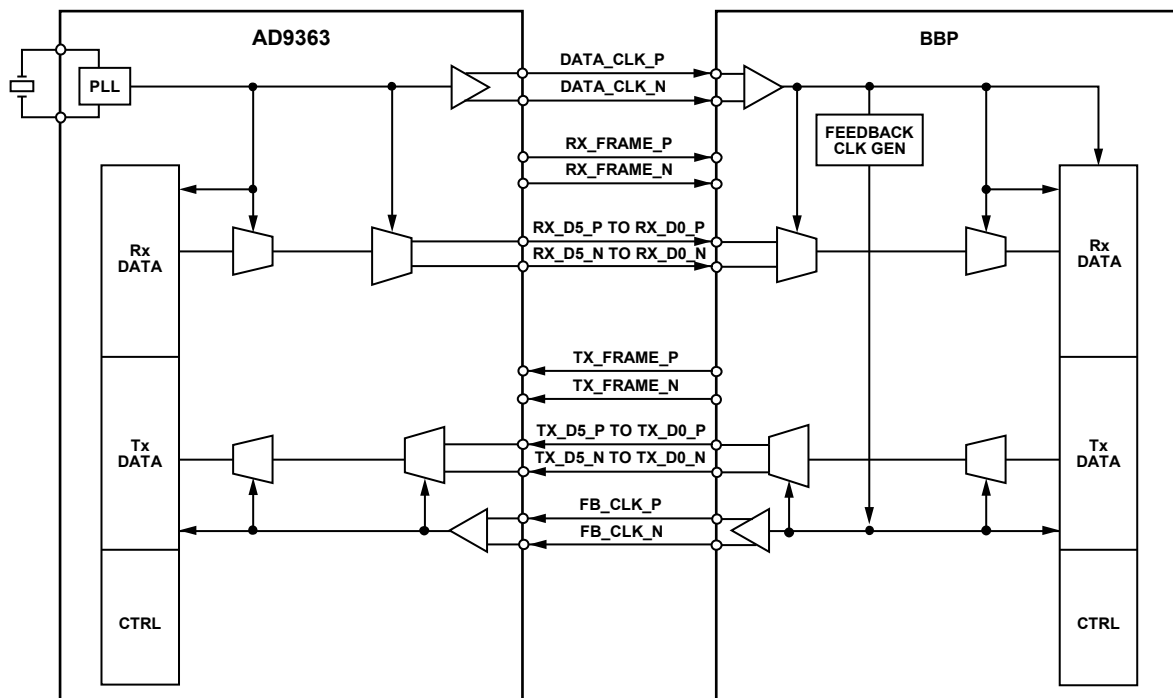 AD9363
BBP
PLL
DATA_CLK_P
DATA_CLK_N
FEEDBACK
CLK GEN
RX_FRAME_P
RX_FRAME_N
Rx
DATA
RX_D5_P TO RX_D0_P
RX_D5_N TO RX_D0_N
Rx
DATA
TX_FRAME_P
TX_FRAME_N
Tx
DATA
TX_D5_P TO TX_D0_P
TX_D5_N TO TX_D0_N
Tx
DATA
FB_CLK_P
FB_CLK_N
CTRL
CTRL